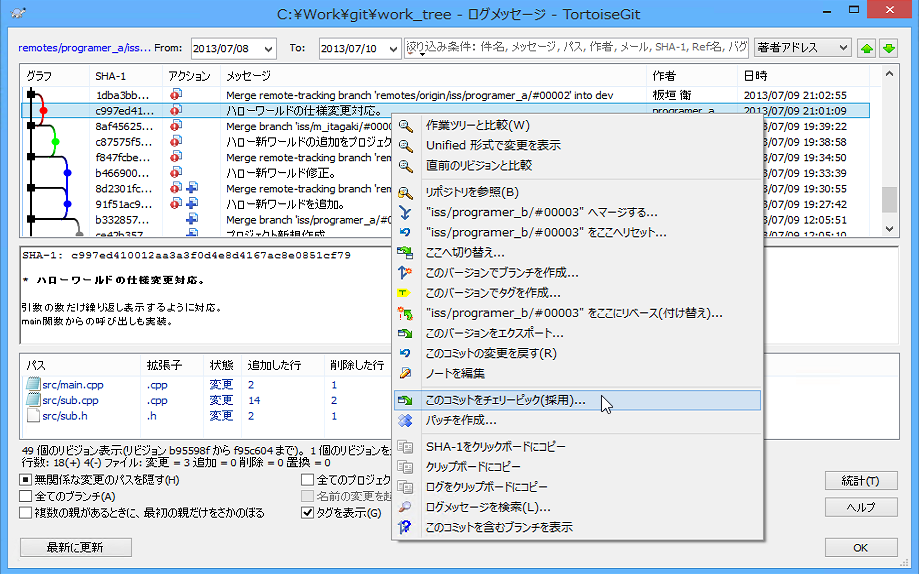 C:¥Work¥git¥work_tree - ログメッセージ - TortoiseGit
remotes/programer_a/iss... From: 2013/07/08 To: 2013/07/10 絞り込み条件: 件名, メッセージ, パス, 作者, メール, SHA-1, Ref名, バグ 著者アドレス
グラフ SHA-1 アクション メッセージ 作者 日時
1dba3bb... Merge remote-tracking branch 'remotes/origin/iss/programer_a/#00002' into dev 板垣 衛 2013/07/09 21:02:55
c997ed41... ハローワールドの仕様変更対応。 programer_a 2013/07/09 21:01:09
8af45625... Merge branch 'iss/m_itagaki/#0000 2013/07/09 19:39:22
c87575f5... ハロー新ワールドの追加をプロジェク 2013/07/09 19:38:58
f847fcbe... Merge remote-tracking branch 'rem 2013/07/09 19:34:50
b466900... ハロー新ワールド修正。 2013/07/09 19:33:39
8d2301fc... Merge remote-tracking branch 'rem 2013/07/09 19:30:55
91f51ac9... ハロー新ワールドを追加。 2013/07/09 19:27:42
b332857... Merge branch 'iss/programer_a/#0 2013/07/09 12:05:51
ce42b357 プロジェクト新規作成 2013/07/09 12:05:10
SHA-1: c997ed410012aa3a3f0d4e8d4167ac8e0851cf79
* ハローワールドの仕様変更対応。
引数の数だけ繰り返し表示するように対応。
main関数からの呼び出しも実装。
パス 拡張子 状態 追加した行 削除した行
src/main.cpp .cpp 変更 2 1
src/sub.cpp .cpp 変更 14 2
src/sub.h .h 変更 2 1
49 個のリビジョン表示(リビジョン b95598f から f95c604 まで)。1 個のリビジョンを
行数: 18(+) 4(-) ファイル: 変更 = 3 追加 = 0 削除 = 0 置換 = 0
無関係な変更のパスを隠す(H) 全てのプロジェク
全てのブランチ(A) 名前の変更を起
複数の親があるときに、最初の親だけをさかのぼる タグを表示(G)
最新に更新
統計(T)
ヘルプ
OK
作業ツリーと比較(W)
Unified 形式で変更を表示
直前のリビジョンと比較
リポジトリを参照(B)
"iss/programer_b/#00003" へマージする...
"iss/programer_b/#00003" をここへリセット...
ここへ切り替え...
このバージョンでブランチを作成...
このバージョンでタグを作成...
"iss/programer_b/#00003" をここにリベース(付け替え)...
このバージョンをエクスポート...
このコミットの変更を戻す(R)
ノートを編集
このコミットをチェリーピック(採用)...
パッチを作成...
SHA-1をクリックボードにコピー
クリップボードにコピー
ログをクリップボードにコピー
ログメッセージを検索(L)...
このコミットを含むブランチを表示